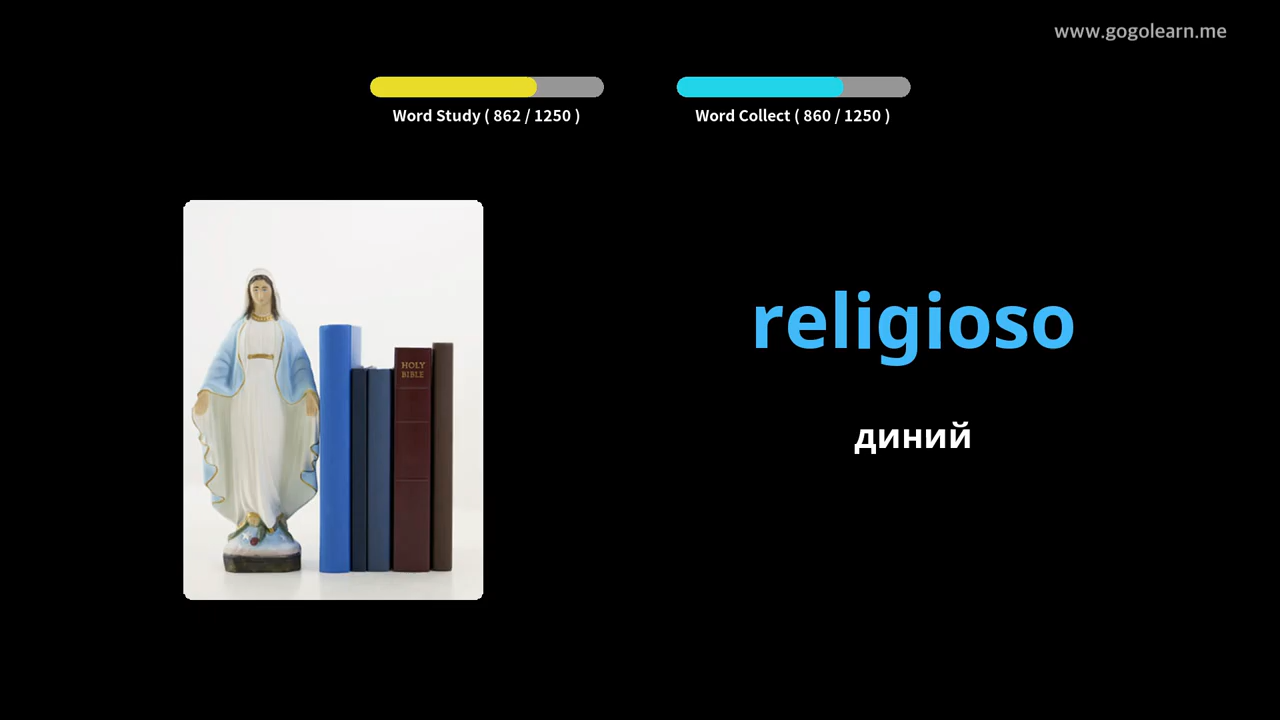 www.gogolearn.me
Word Study ( 862 / 1250 )
Word Collect ( 860 / 1250 )
HOLY
BIBLE
religioso
диний